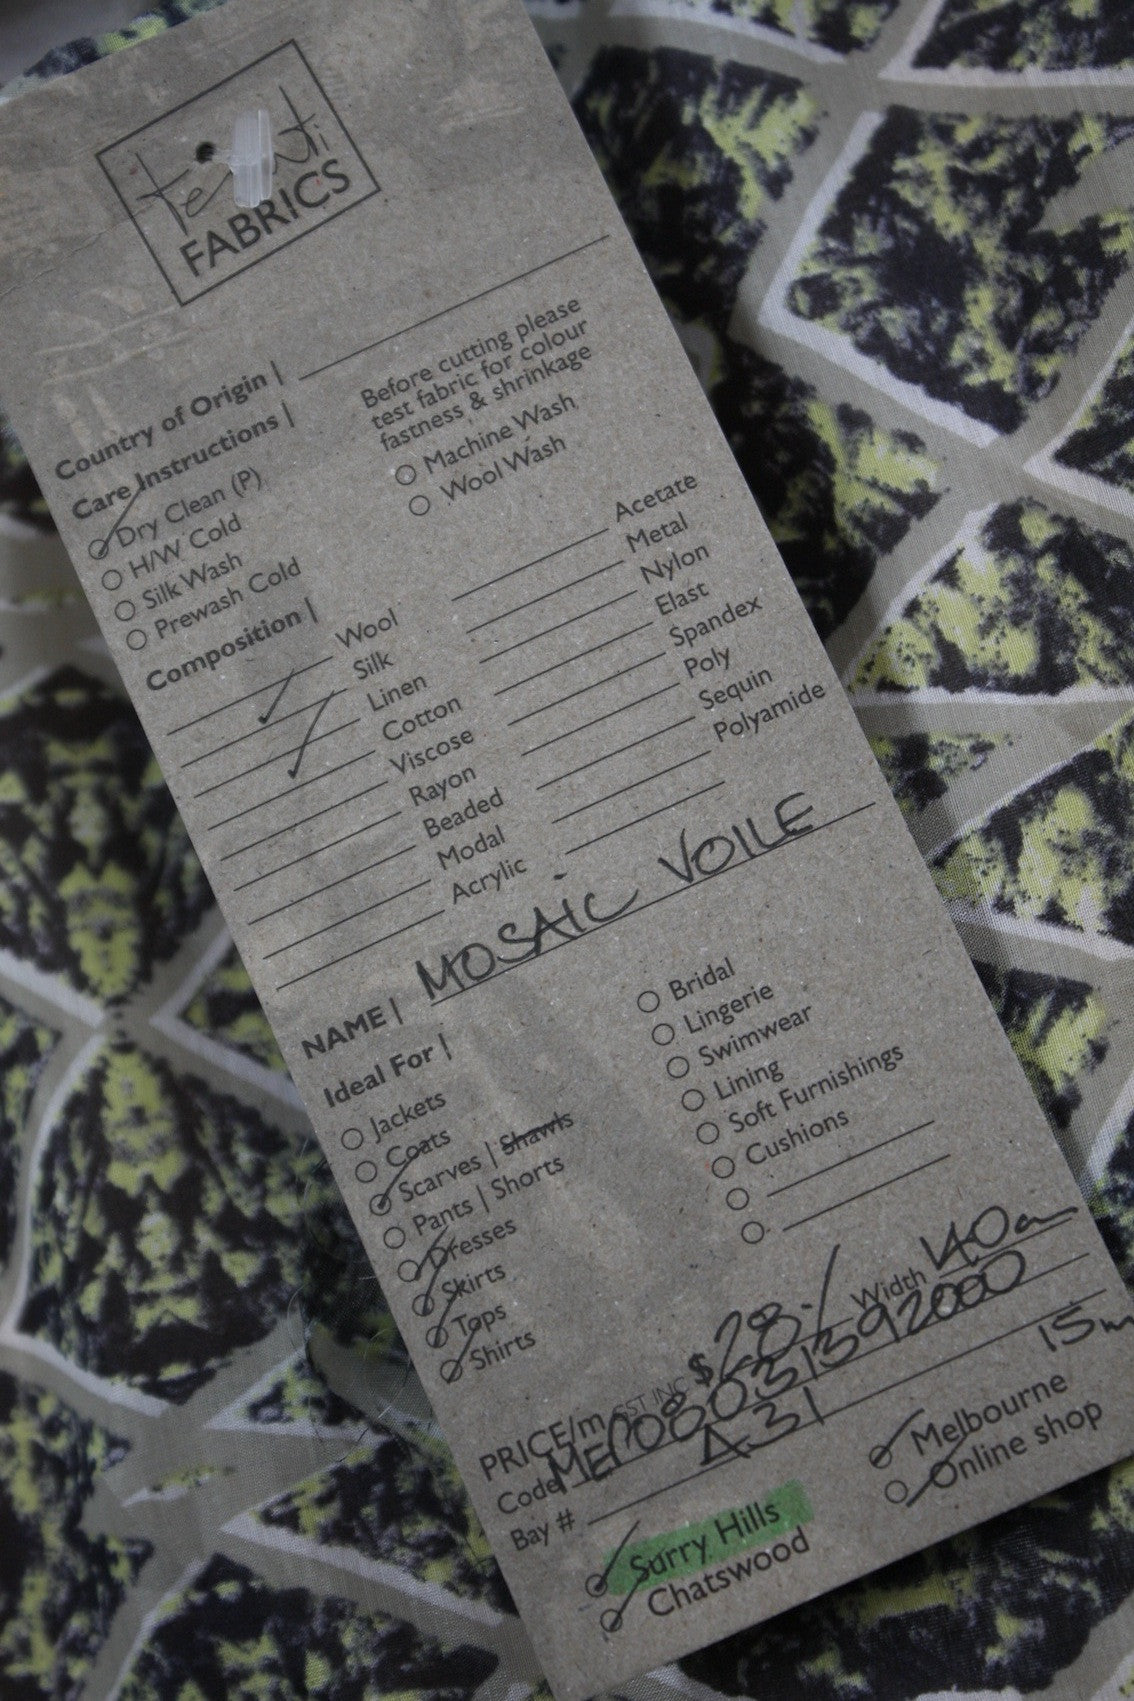 FABRICS
Country of Origin |
Care Instructions |
Before cutting please
test fabric for colour
fastness & shrinkage
Dry Clean (P)
H/W Cold
Silk Wash
Prewash Cold
Machine Wash
Wool Wash
Composition |
Wool
Silk
Linen
Cotton
Viscose
Rayon
Beaded
Modal
Acrylic
Acetate
Metal
Nylon
Elast
Spandex
Poly
Sequin
Polyamide
NAME | MOSAIC VOILE
Ideal For |
Jackets
Coats
Scarves | Shawls
Pants | Shorts
Dresses
Skirts
Tops
Shirts
Bridal
Lingerie
Swimwear
Lining
Soft Furnishings
Cushions
PRICE/m GST INC $28.- Width 140cm
Code
Bay # A31 15m
Surry Hills
Chatswood
Melbourne
Online shop